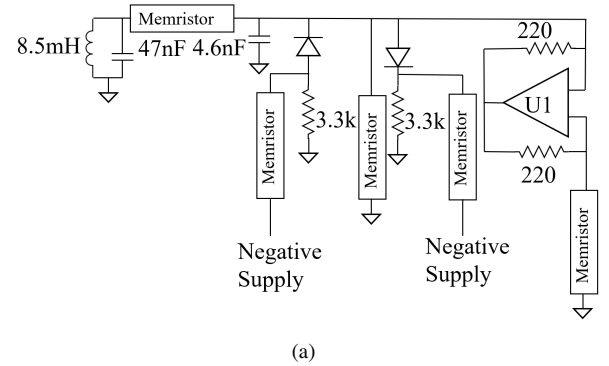 Memristor
8.5mH
47nF
4.6nF
220
U1
Memristor
3.3k
Memristor
3.3k
Memristor
220
Memristor
Negative
Supply
Negative
Supply
(a)